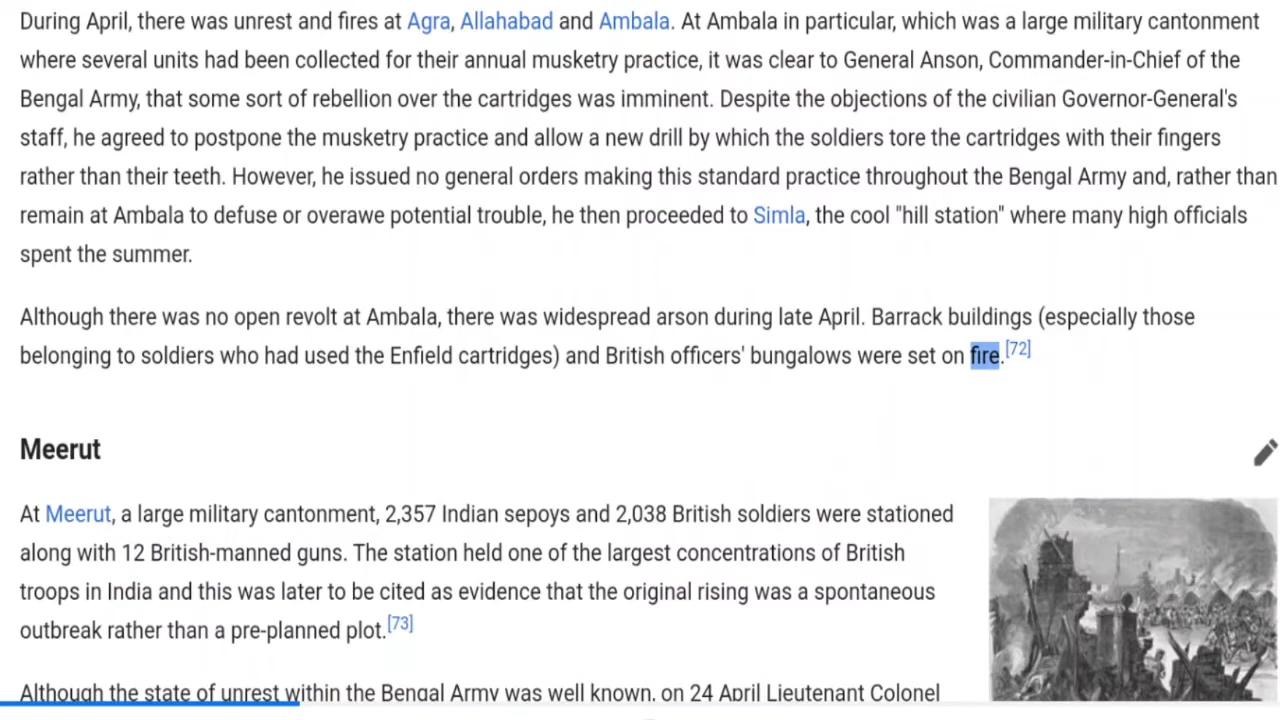 During April, there was unrest and fires at Agra, Allahabad and Ambala. At Ambala in particular, which was a large military cantonment
where several units had been collected for their annual musketry practice, it was clear to General Anson, Commander-in-Chief of the
Bengal Army, that some sort of rebellion over the cartridges was imminent. Despite the objections of the civilian Governor-General's
staff, he agreed to postpone the musketry practice and allow a new drill by which the soldiers tore the cartridges with their fingers
rather than their teeth. However, he issued no general orders making this standard practice throughout the Bengal Army and, rather than
remain at Ambala to defuse or overawe potential trouble, he then proceeded to Simla, the cool "hill station" where many high officials
spent the summer.
Although there was no open revolt at Ambala, there was widespread arson during late April. Barrack buildings (especially those
belonging to soldiers who had used the Enfield cartridges) and British officers' bungalows were set on fire.[72]
Meerut
At Meerut, a large military cantonment, 2,357 Indian sepoys and 2,038 British soldiers were stationed
along with 12 British-manned guns. The station held one of the largest concentrations of British
troops in India and this was later to be cited as evidence that the original rising was a spontaneous
outbreak rather than a pre-planned plot.[73]
Although the state of unrest within the Bengal Army was well known, on 24 April Lieutenant Colonel